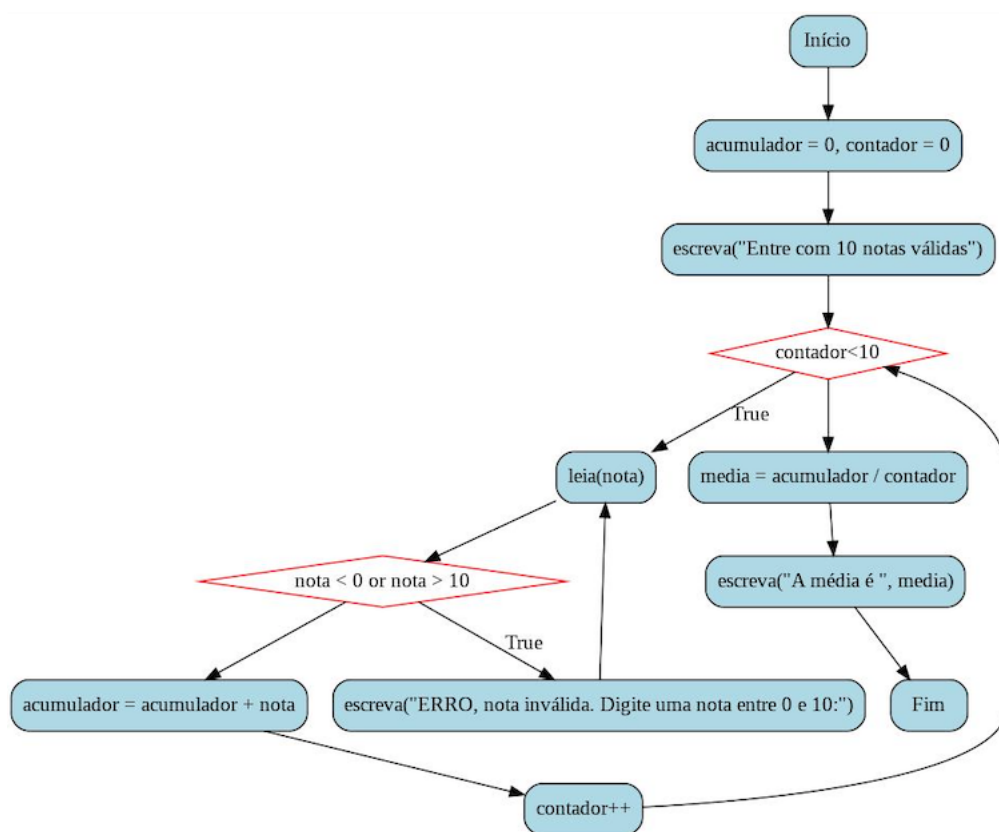 Início
acumulador = 0, contador = 0
escreva("Entre com 10 notas válidas")
contador<10
True
leia(nota)
media = acumulador / contador
nota < 0 or nota > 10
escreva("A média é ", media)
True
acumulador = acumulador + nota
escreva("ERRO, nota inválida. Digite uma nota entre 0 e 10:")
Fim
contador++